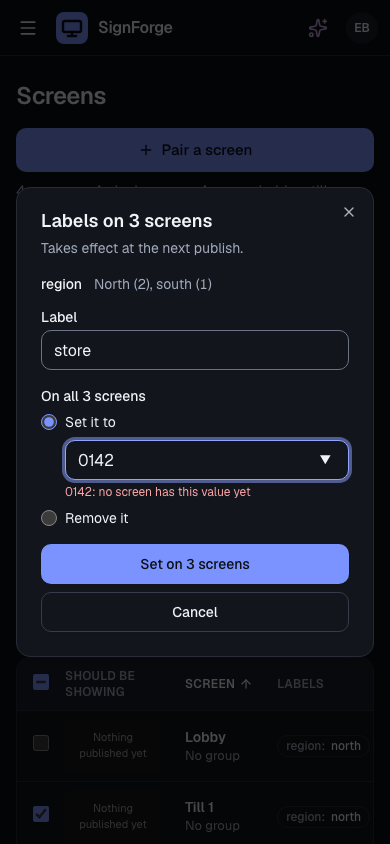 SignForge
EB
Screens
+ Pair a screen
Labels on 3 screens
Takes effect at the next publish.
region North (2), south (1)
Label
store
On all 3 screens
Set it to
0142
0142: no screen has this value yet
Remove it
Set on 3 screens
Cancel
SHOULD BE
SHOWING
SCREEN ↑
LABELS
Nothing
published yet
Lobby
No group
region: north
Nothing
published yet
Till 1
No group
region: north